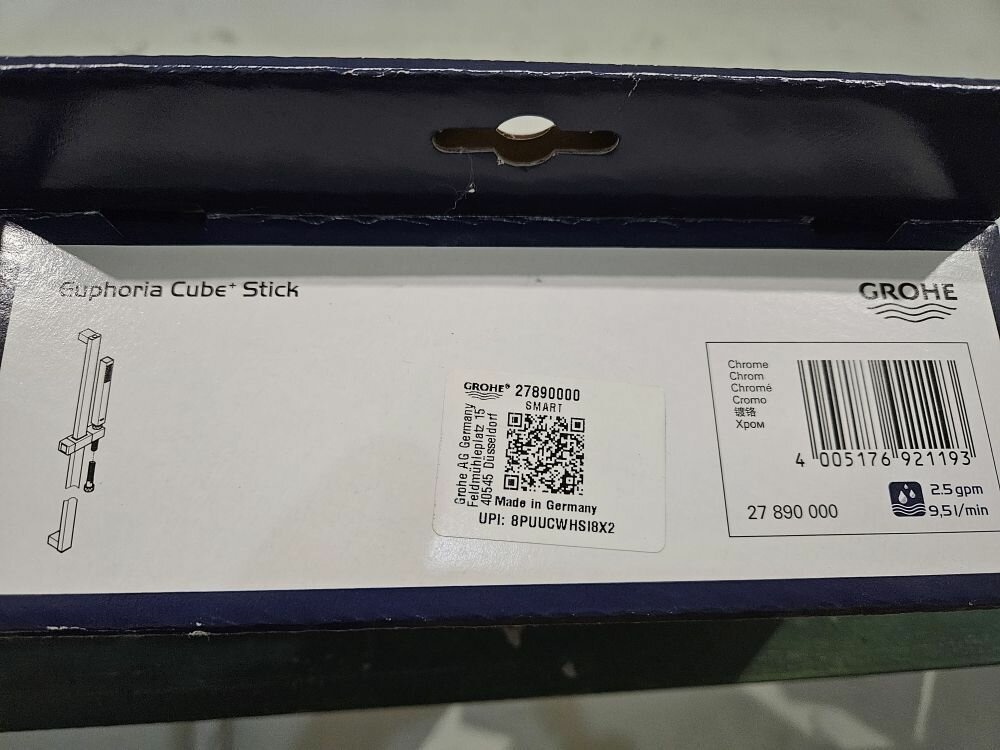 Euphoria Cube⁺ Stick
GROHE
GROHE® 27890000
SMART
Grohe AG Germany
Feldmühleplatz 15
40545 Düsseldorf
Made in Germany
UPI: 8PUUCWHSI8X2
Chrome
Chrom
Chromé
Cromo
镀铬
Хром
4 005176 921193
27 890 000
2.5 gpm
9,5 l/min